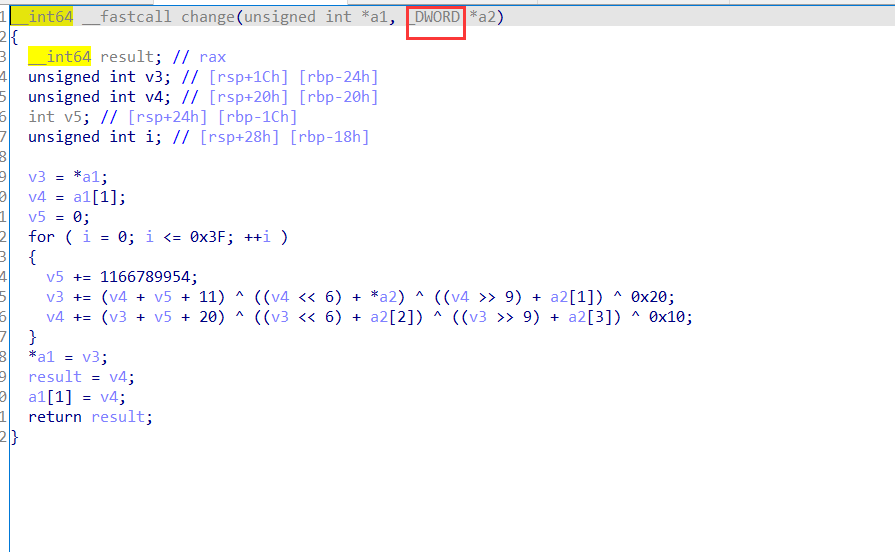 1 __int64 __fastcall change(unsigned int *a1, _DWORD *a2)
2 {
3 __int64 result; // rax
4 unsigned int v3; // [rsp+1Ch] [rbp-24h]
5 unsigned int v4; // [rsp+20h] [rbp-20h]
6 int v5; // [rsp+24h] [rbp-1Ch]
7 unsigned int i; // [rsp+28h] [rbp-18h]
8
9 v3 = *a1;
0 v4 = a1[1];
1 v5 = 0;
2 for ( i = 0; i <= 0x3F; ++i )
3 {
4 v5 += 1166789954;
5 v3 += (v4 + v5 + 11) ^ ((v4 << 6) + *a2) ^ ((v4 >> 9) + a2[1]) ^ 0x20;
6 v4 += (v3 + v5 + 20) ^ ((v3 << 6) + a2[2]) ^ ((v3 >> 9) + a2[3]) ^ 0x10;
7 }
8 *a1 = v3;
9 result = v4;
0 a1[1] = v4;
1 return result;
2 }